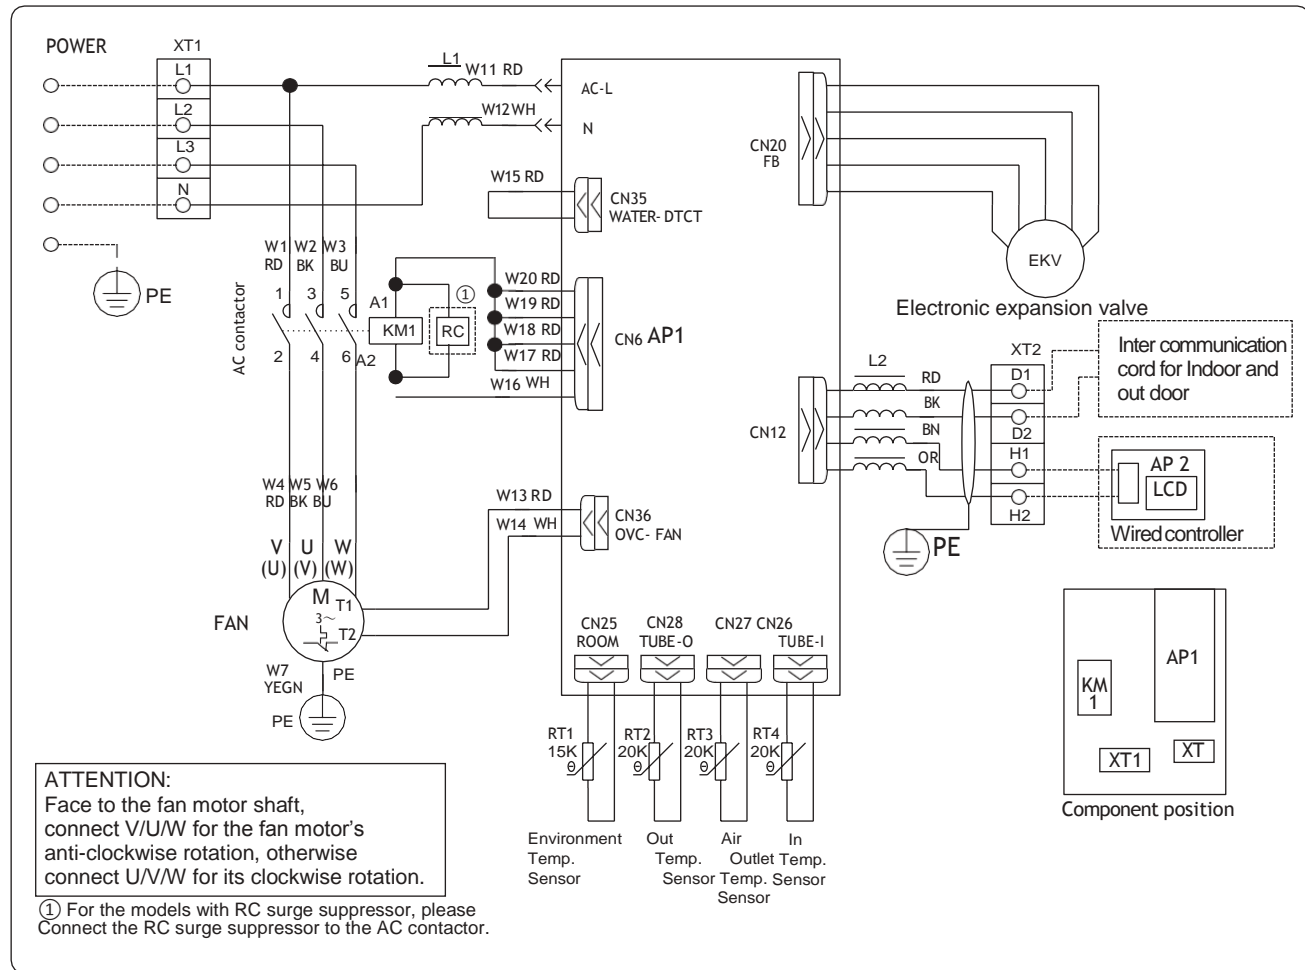 POWER
XT1
L1
L2
L3
N
PE
L1
W11 RD
W12 WH
AC-L
N
W15 RD
CN35
WATER-DTCT
CN20
FB
EKV
Electronic expansion valve
W1 W2 W3
RD BK BU
AC contactor
1 3 5
2 4 6
A1
KM1
A2
RC
①
W20 RD
W19 RD
W18 RD
W17 RD
W16 WH
CN6 AP1
CN12
L2
RD
BK
BN
OR
XT2
D1
D2
H1
H2
PE
Inter communication
cord for Indoor and
out door
AP 2
LCD
Wired controller
W4 W5 W6
RD BK BU
V U W
(U) (V) (W)
W13 RD
W14 WH
CN36
OVC- FAN
FAN
M
3~
T1
T2
W7
YEGN
PE
PE
CN25
ROOM
CN28
TUBE-O
CN27 CN26
TUBE-I
RT1
15K
θ
RT2
20K
θ
RT3
20K
θ
RT4
20K
θ
Environment
Temp.
Sensor
Out
Temp.
Sensor
Air
Outlet
Temp.
Sensor
In
Temp.
Sensor
KM
1
AP1
XT1
XT
Component position
ATTENTION:
Face to the fan motor shaft,
connect V/U/W for the fan motor's
anti-clockwise rotation, otherwise
connect U/V/W for its clockwise rotation.
① For the models with RC surge suppressor, please
Connect the RC surge suppressor to the AC contactor.